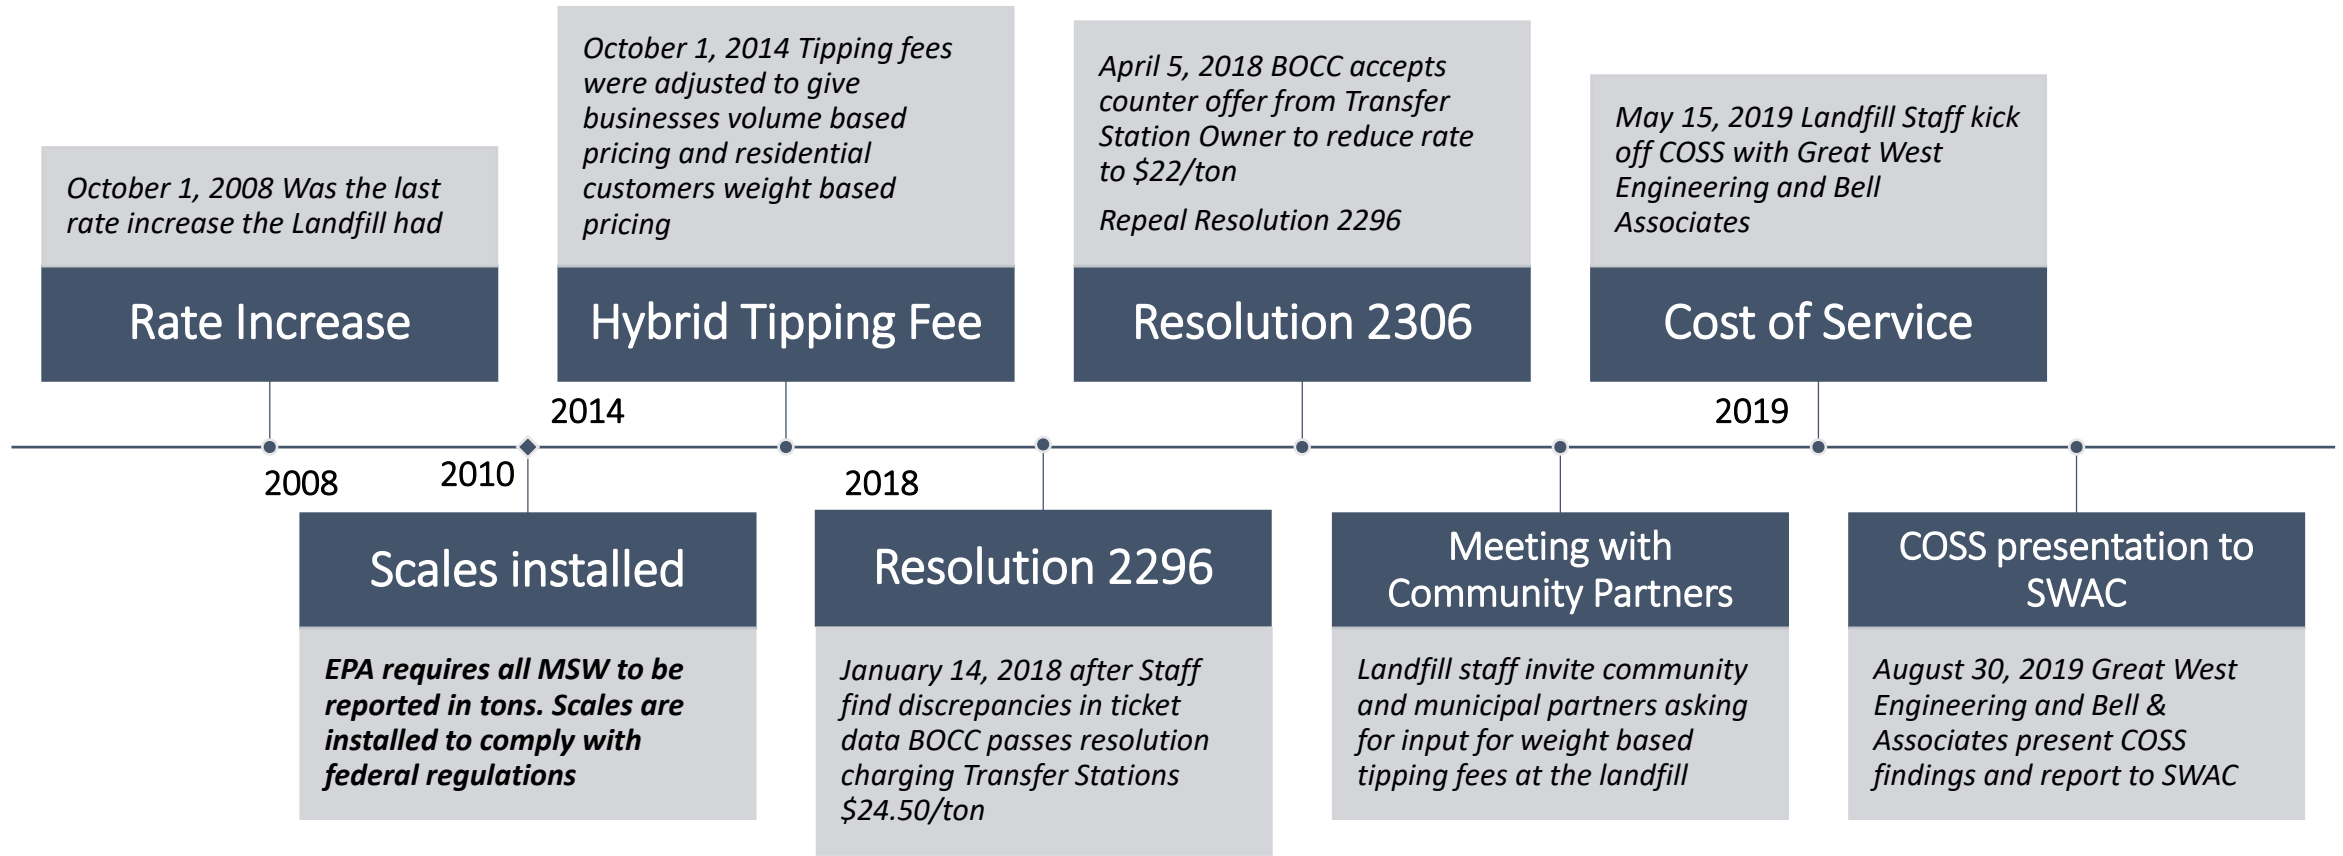 October 1, 2008 Was the last
rate increase the Landfill had
Rate Increase
2008
2010
Scales installed
EPA requires all MSW to be
reported in tons. Scales are
installed to comply with
federal regulations
October 1, 2014 Tipping fees
were adjusted to give
businesses volume based
pricing and residential
customers weight based
pricing
Hybrid Tipping Fee
2014
2018
Resolution 2296
January 14, 2018 after Staff
find discrepancies in ticket
data BOCC passes resolution
charging Transfer Stations
$24.50/ton
April 5, 2018 BOCC accepts
counter offer from Transfer
Station Owner to reduce rate
to $22/ton
Repeal Resolution 2296
Resolution 2306
Meeting with
Community Partners
Landfill staff invite community
and municipal partners asking
for input for weight based
tipping fees at the landfill
May 15, 2019 Landfill Staff kick
off COSS with Great West
Engineering and Bell
Associates
Cost of Service
2019
COSS presentation to
SWAC
August 30, 2019 Great West
Engineering and Bell &
Associates present COSS
findings and report to SWAC